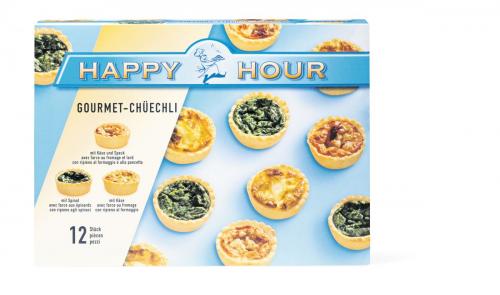 HAPPY HOUR
GOURMET-CHÜECHLI
mit Käse und Speck
avec farce au fromage et lard
con ripieno al formaggio e alla pancetta
mit Spinat
avec farce aux épinards
con ripieno agli spinaci
mit Käse
avec farce au fromage
con ripieno al formaggio
12 Stück
pièces
pezzi